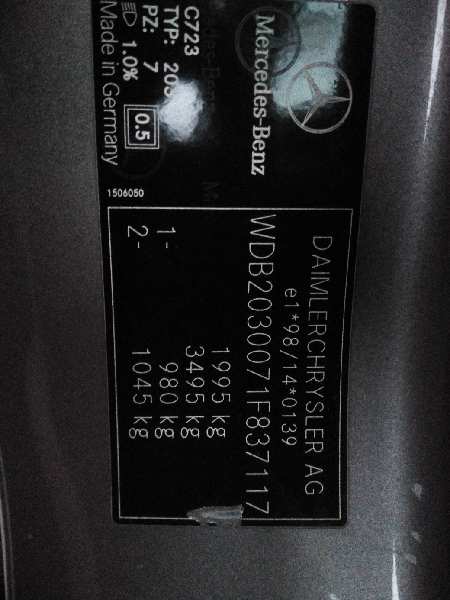 Mercedes-Benz
C723
TYP: 203
PZ: 7
1.0% 0.5
Made in Germany
1506050
DAIMLERCHRYSLER AG
e1*98/14*0139
WDB2030071F837117
1995 kg
3495 kg
1- 980 kg
2- 1045 kg